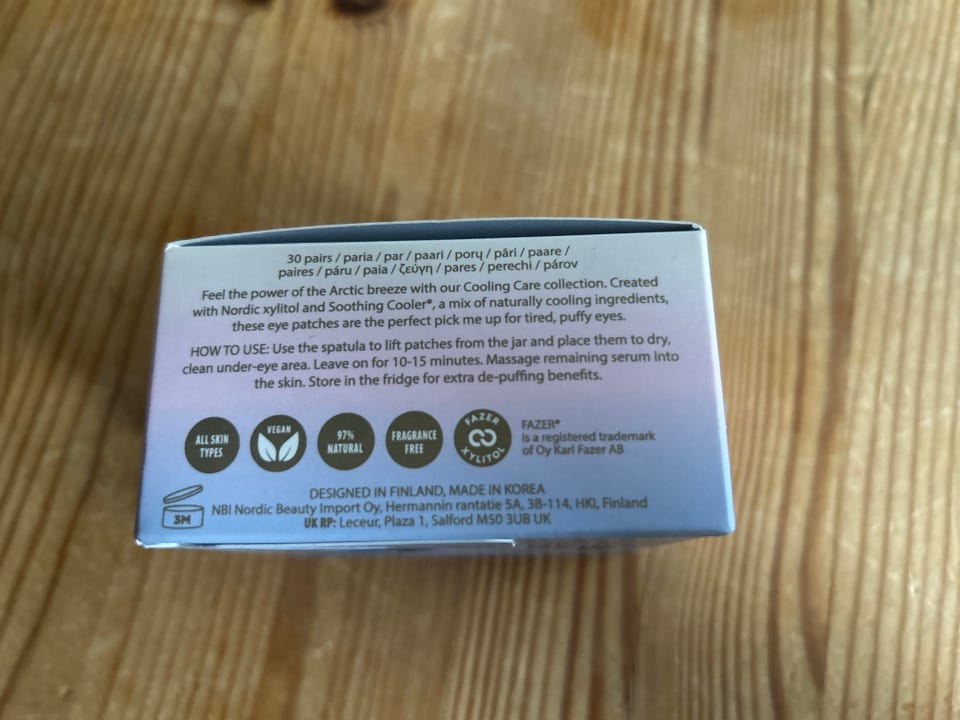 30 pairs / paria / par / paari / porų / pāri / paare /
paires / páru / paia / ζεύγη / pares / perechi / párov
Feel the power of the Arctic breeze with our Cooling Care collection. Created
with Nordic xylitol and Soothing Cooler®, a mix of naturally cooling ingredients,
these eye patches are the perfect pick me up for tired, puffy eyes.
HOW TO USE: Use the spatula to lift patches from the jar and place them to dry,
clean under-eye area. Leave on for 10-15 minutes. Massage remaining serum into
the skin. Store in the fridge for extra de-puffing benefits.
ALL SKIN
TYPES
VEGAN
97%
NATURAL
FRAGRANCE
FREE
FAZER
XYLITOL
FAZER®
is a registered trademark
of Oy Karl Fazer AB
3M
DESIGNED IN FINLAND, MADE IN KOREA
NBI Nordic Beauty Import Oy, Hermannin rantatie 5A, 3B-114, HKI, Finland
UK RP: Leceur, Plaza 1, Salford M50 3UB UK